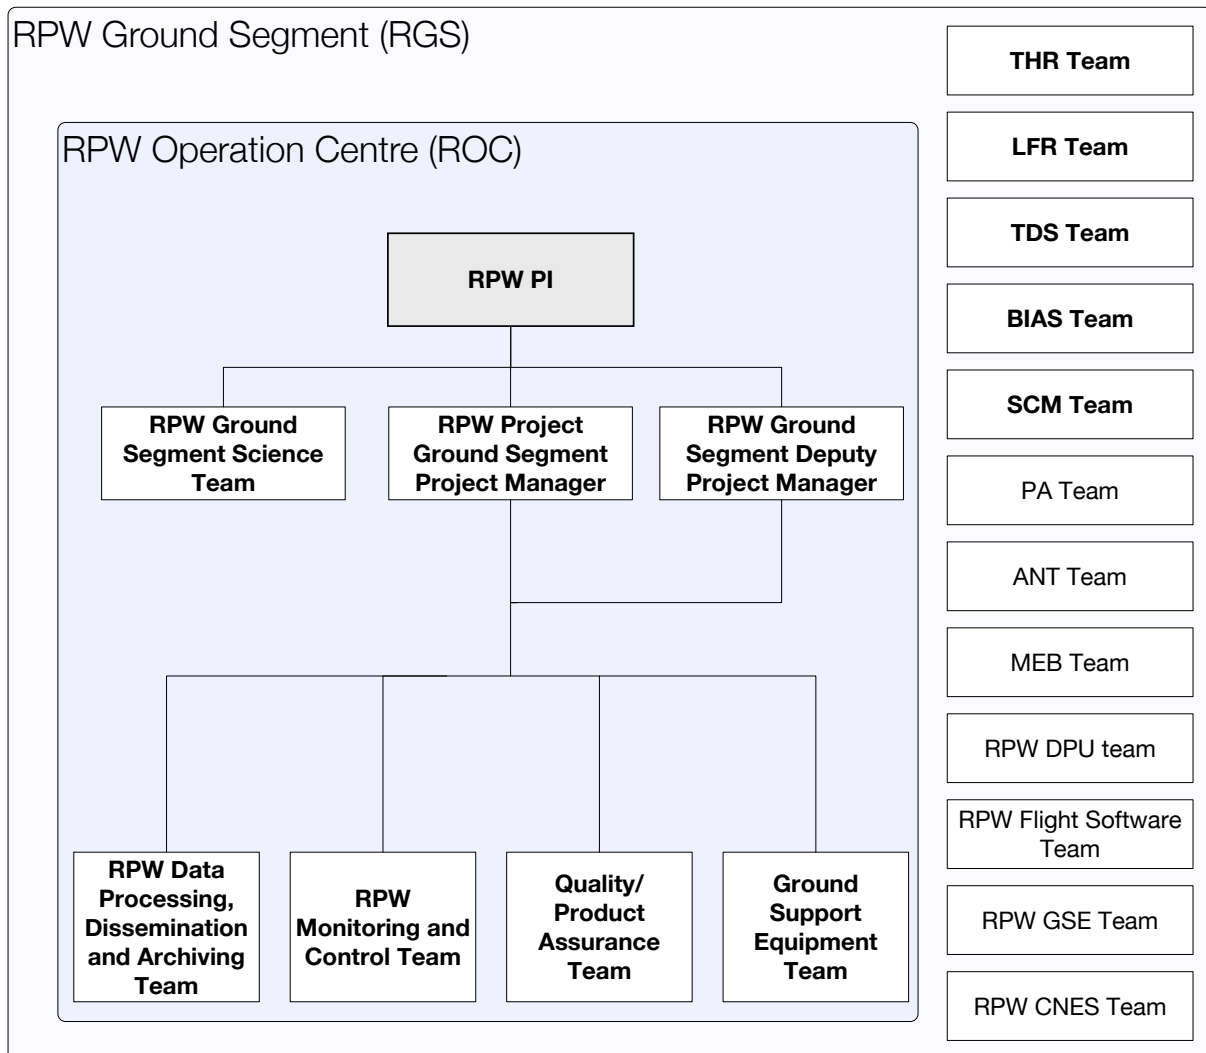 RPW Ground Segment (RGS)
RPW Operation Centre (ROC)
RPW PI
RPW Ground
Segment Science
Team
RPW Project
Ground Segment
Project Manager
RPW Ground
Segment Deputy
Project Manager
RPW Data
Processing,
Dissemination
and Archiving
Team
RPW
Monitoring and
Control Team
Quality/
Product
Assurance
Team
Ground
Support
Equipment
Team
THR Team
LFR Team
TDS Team
BIAS Team
SCM Team
PA Team
ANT Team
MEB Team
RPW DPU team
RPW Flight Software
Team
RPW GSE Team
RPW CNES Team